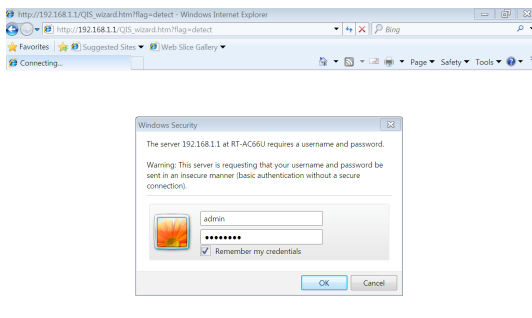 http://192.168.1.1/QIS_wizard.htm?flag=detect - Windows Internet Explorer
http://192.168.1.1/QIS_wizard.htm?flag=detect Bing
Favorites Suggested Sites Web Slice Gallery
Connecting... Page Safety Tools
Windows Security
The server 192.168.1.1 at RT-AC66U requires a username and password.
Warning: This server is requesting that your username and password be
sent in an insecure manner (basic authentication without a secure
connection).
admin
••••••••
Remember my credentials
OK Cancel